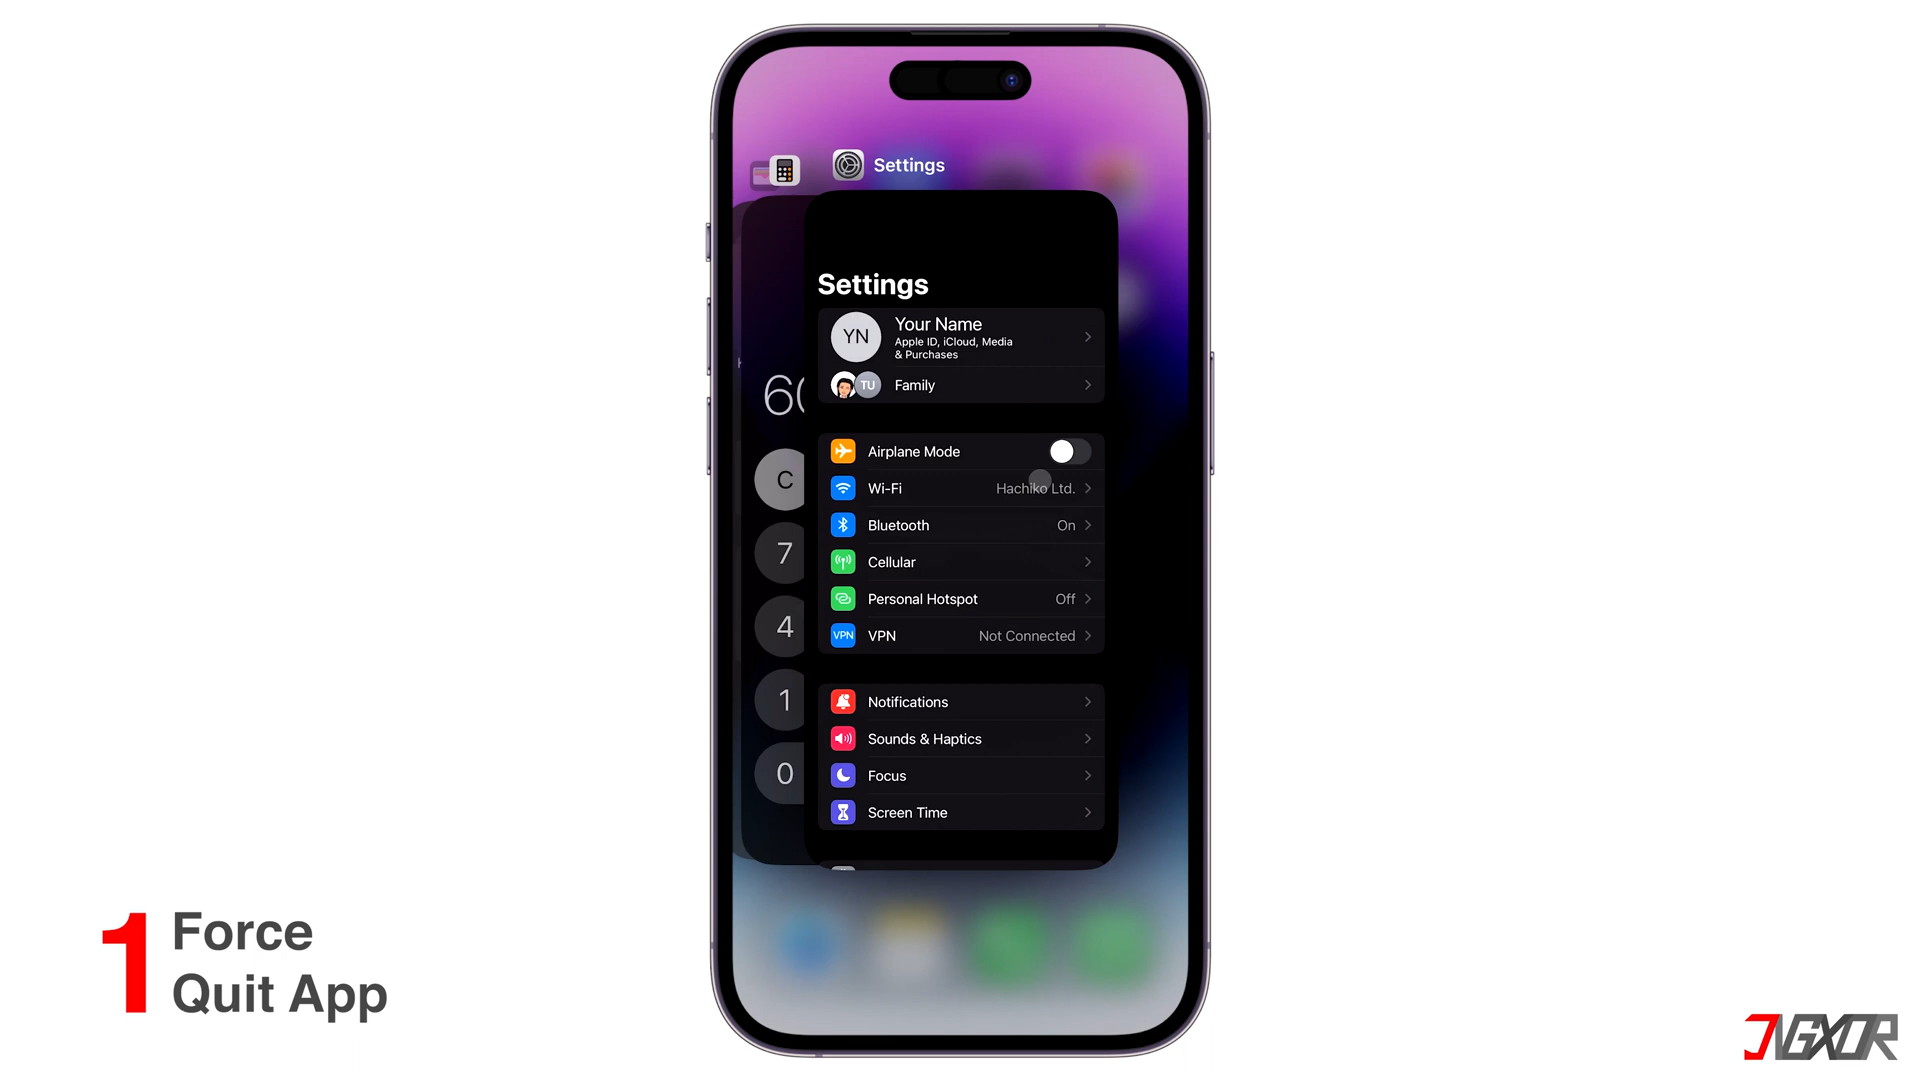 Settings
Settings
YN
Your Name
Apple ID, iCloud, Media
& Purchases
TU
Family
Airplane Mode
Wi-Fi
Hachiko Ltd.
Bluetooth
On
Cellular
Personal Hotspot
Off
VPN
VPN
Not Connected
Notifications
Sounds & Haptics
Focus
Screen Time
60
C
7
4
1
0
1
Force
Quit App
JVGXOR